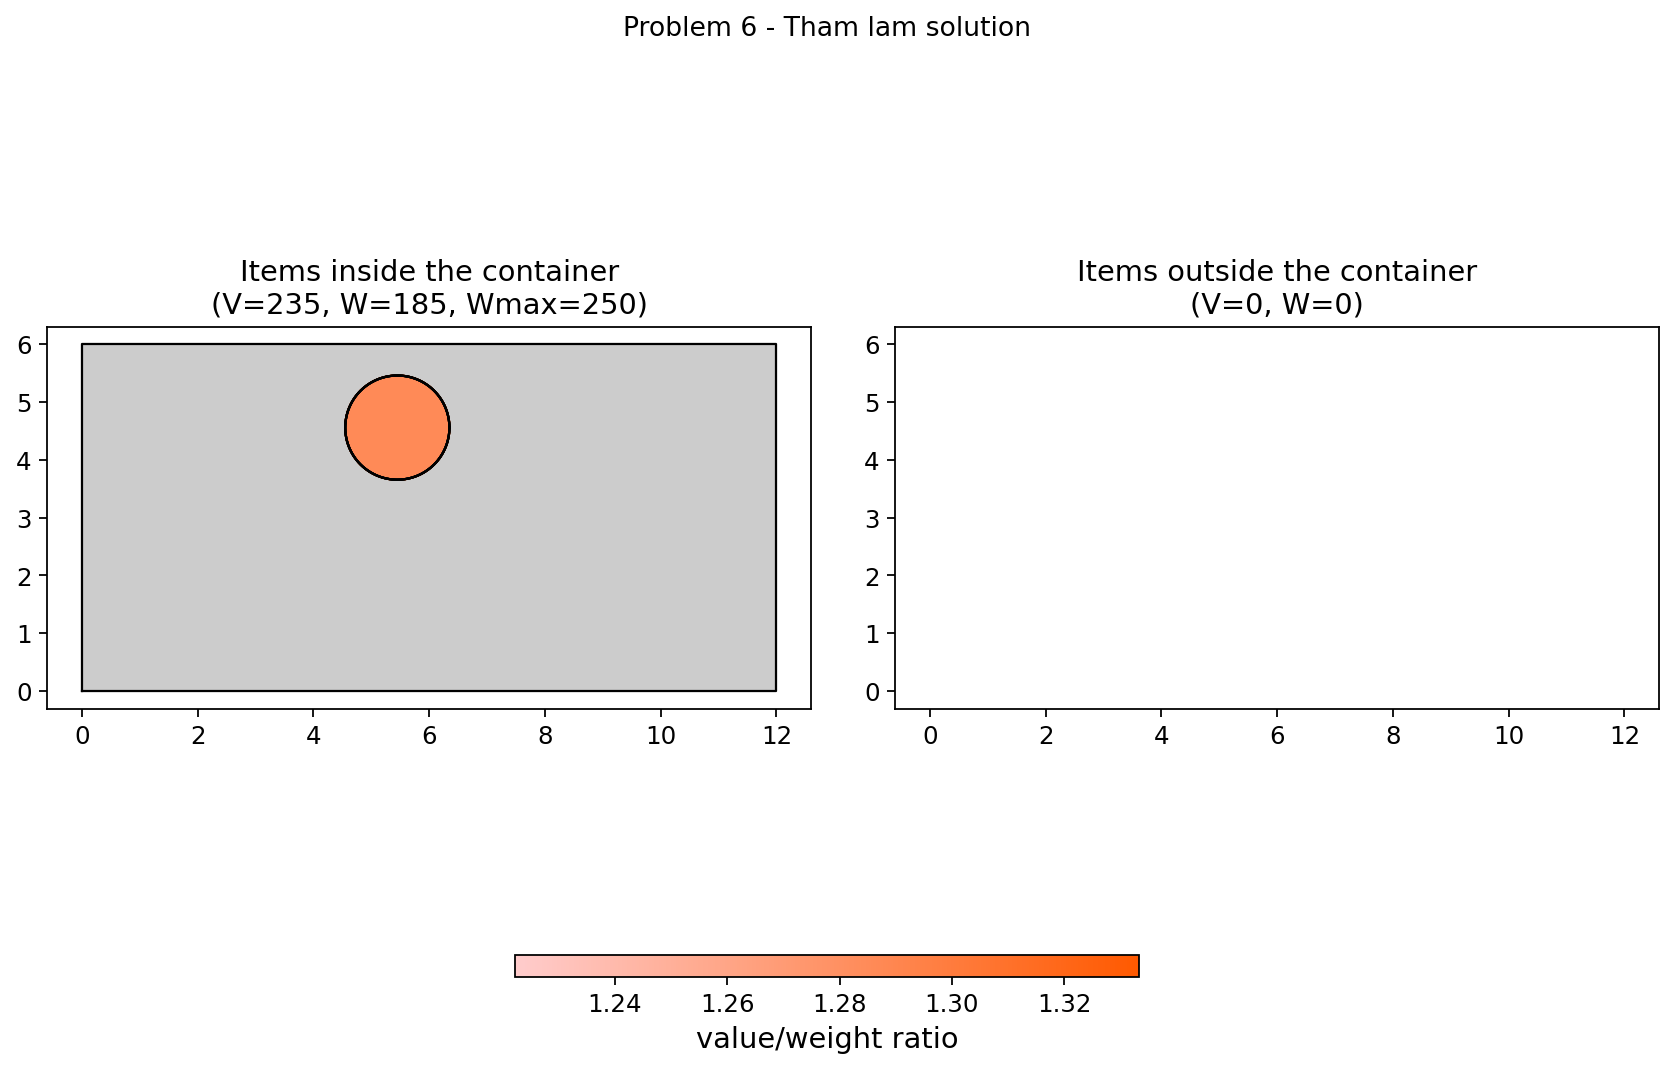 Problem 6 - Tham lam solution
Items inside the container
(V=235, W=185, Wmax=250)
6
5
4
3
2
1
0
0 2 4 6 8 10 12
Items outside the container
(V=0, W=0)
6
5
4
3
2
1
0
0 2 4 6 8 10 12
1.24 1.26 1.28 1.30 1.32
value/weight ratio